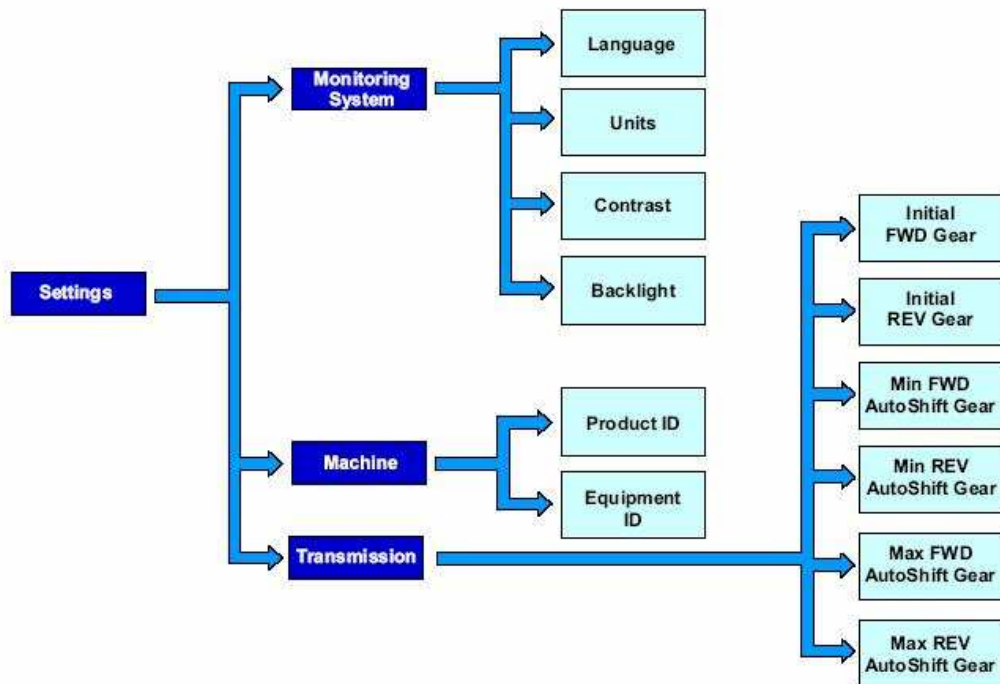 Settings
Monitoring
System
Language
Units
Contrast
Backlight
Machine
Product ID
Equipment
ID
Transmission
Initial
FWD Gear
Initial
REV Gear
Min FWD
AutoShift Gear
Min REV
AutoShift Gear
Max FWD
AutoShift Gear
Max REV
AutoShift Gear